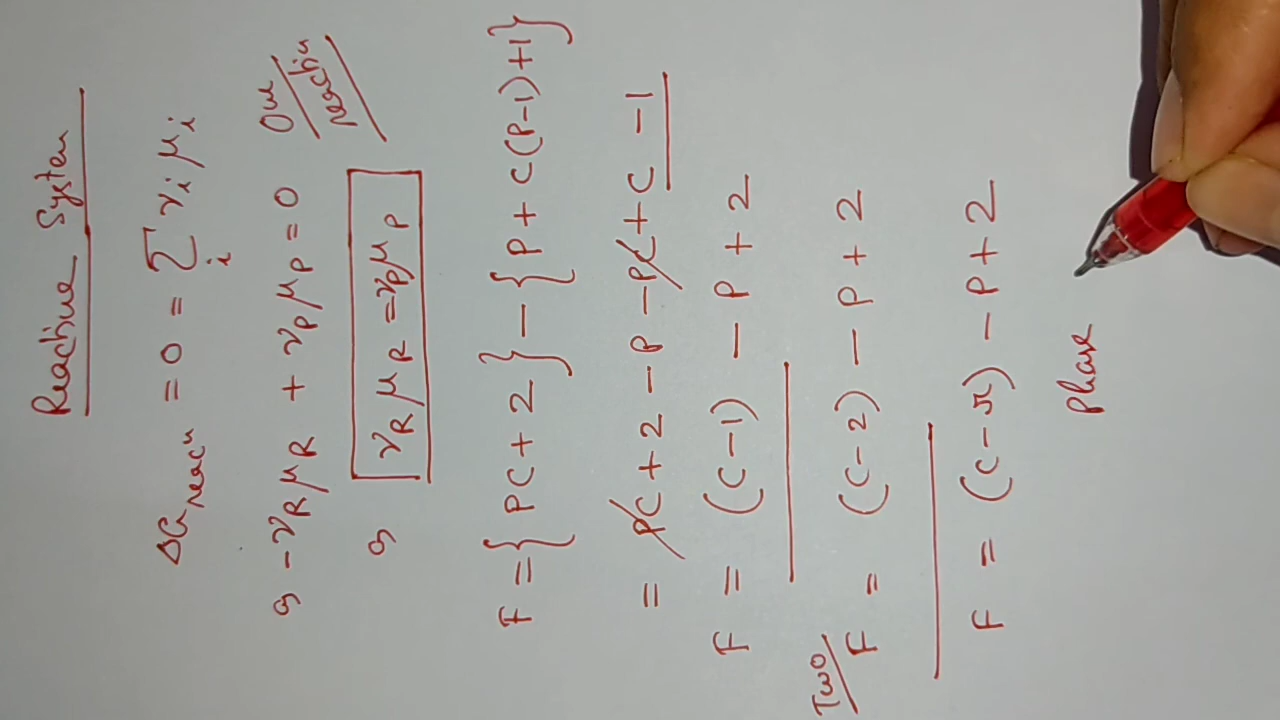 Reactive System
ΔG_reacn = 0 = Σ_i ν_i μ_i
or -ν_R μ_R + ν_P μ_P = 0 One reaction
or ν_R μ_R = ν_P μ_P
F = {PC + 2} - {P + C(P-1)+1}
= PC + 2 - P - PC + C - 1
F = (C-1) - P + 2
Two
F = (C-2) - P + 2
F = (C-r) - P + 2
Phase